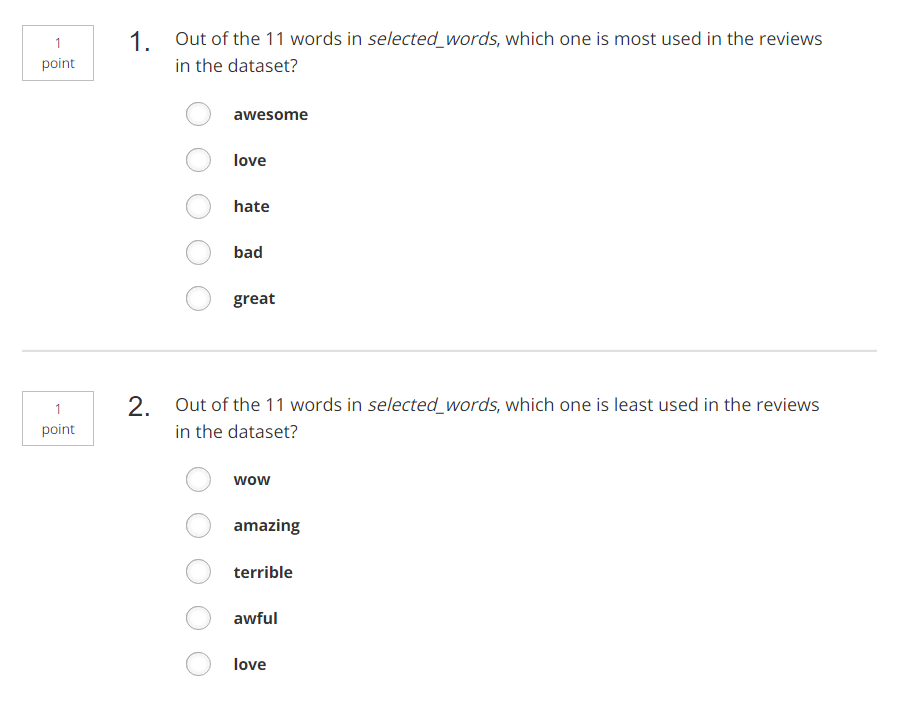 1
point
1.
Out of the 11 words in selected_words, which one is most used in the reviews
in the dataset?
awesome
love
hate
bad
great
1
point
2.
Out of the 11 words in selected_words, which one is least used in the reviews
in the dataset?
wow
amazing
terrible
awful
love